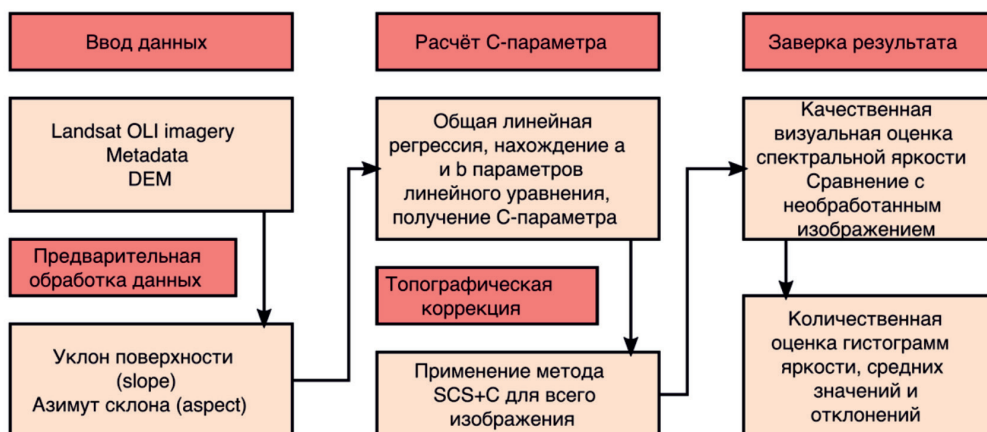 Ввод данных
Landsat OLI imagery
Metadata
DEM
Предварительная
обработка данных
Уклон поверхности
(slope)
Азимут склона (aspect)
Расчёт С-параметра
Общая линейная
регрессия, нахождение a
и b параметров
линейного уравнения,
получение С-параметра
Топографическая
коррекция
Применение метода
SCS+C для всего
изображения
Заверка результата
Качественная
визуальная оценка
спектральной яркости
Сравнение с
необработанным
изображением
Количественная
оценка гистограмм
яркости, средних
значений и
отклонений